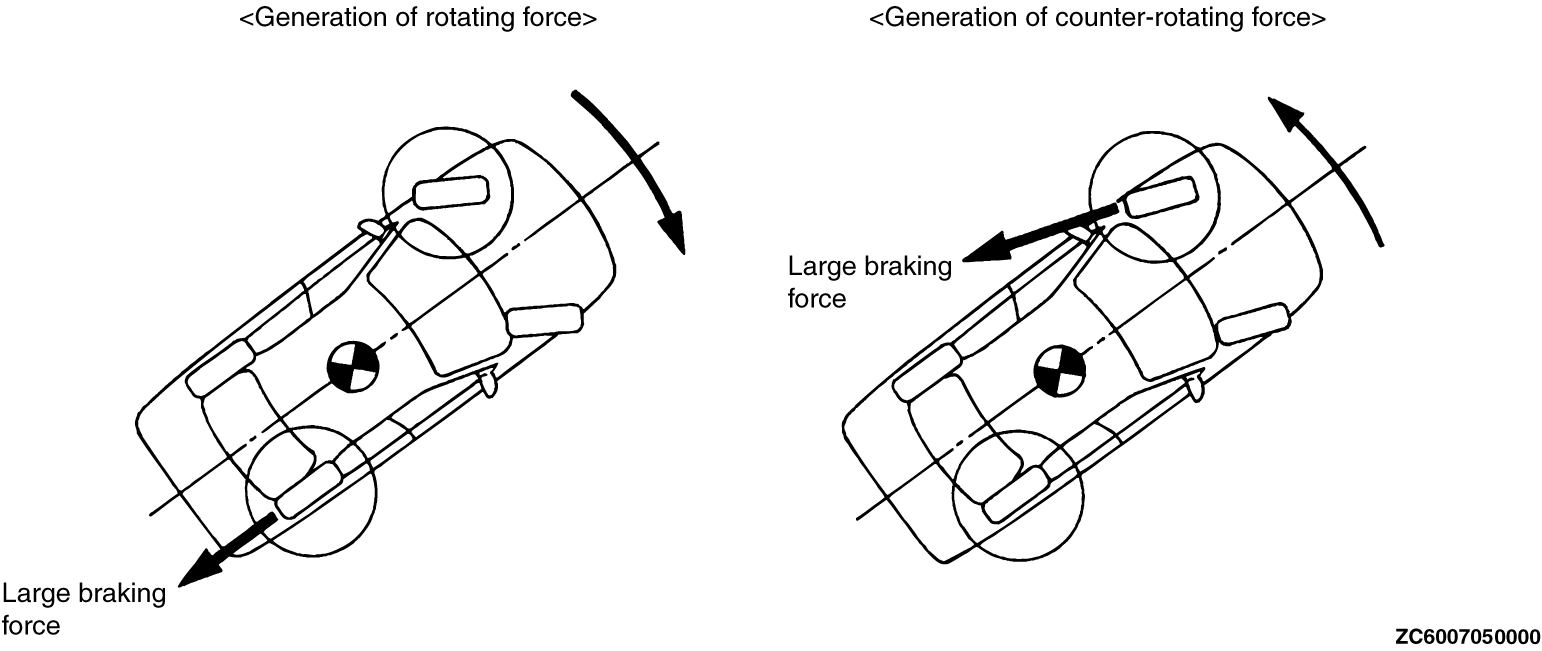 <Generation of rotating force>
<Generation of counter-rotating force>
Large braking
force
Large braking
force
ZC6007050000